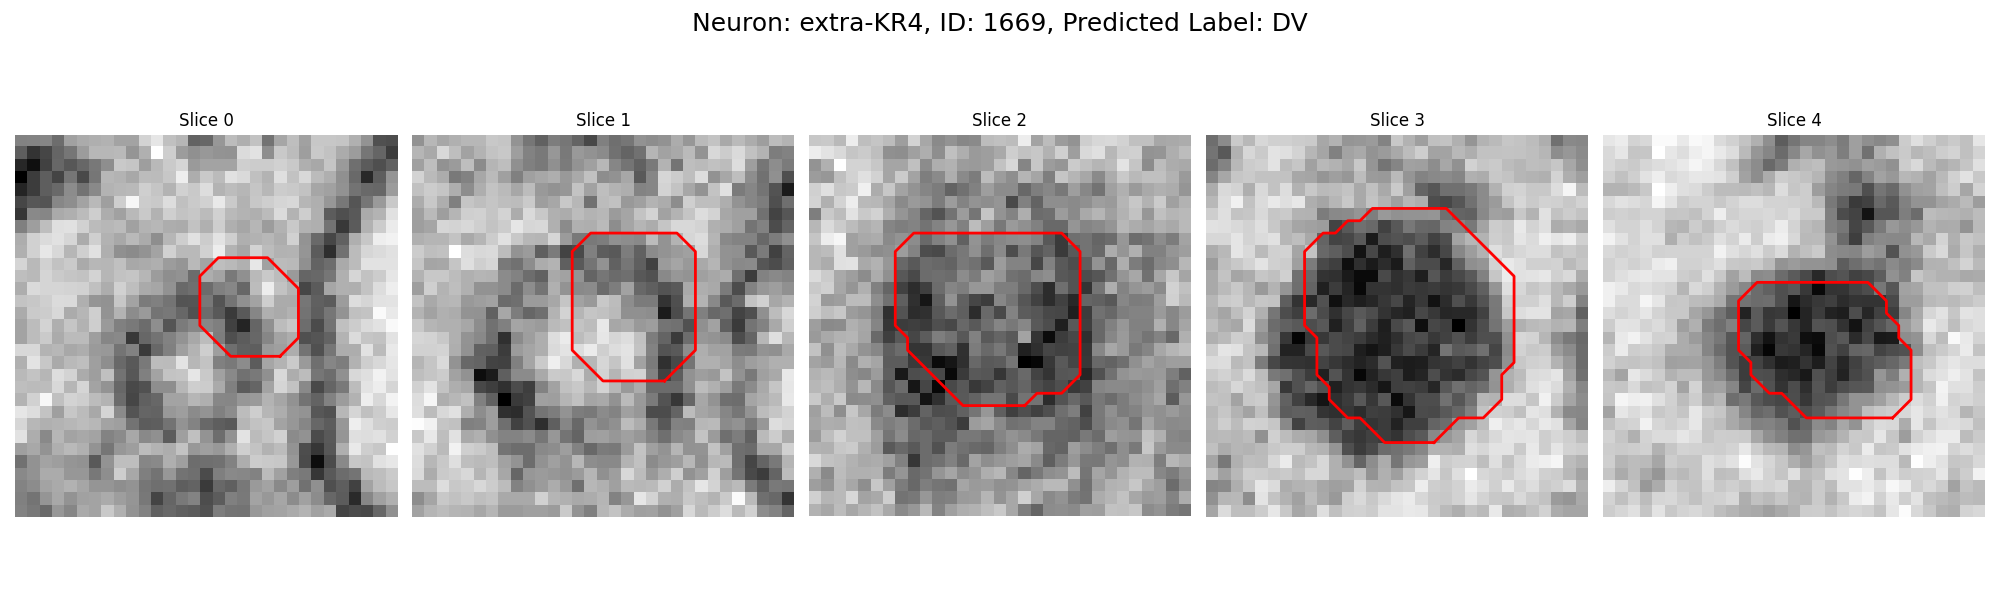 Neuron: extra-KR4, ID: 1669, Predicted Label: DV
Slice 0
Slice 1
Slice 2
Slice 3
Slice 4